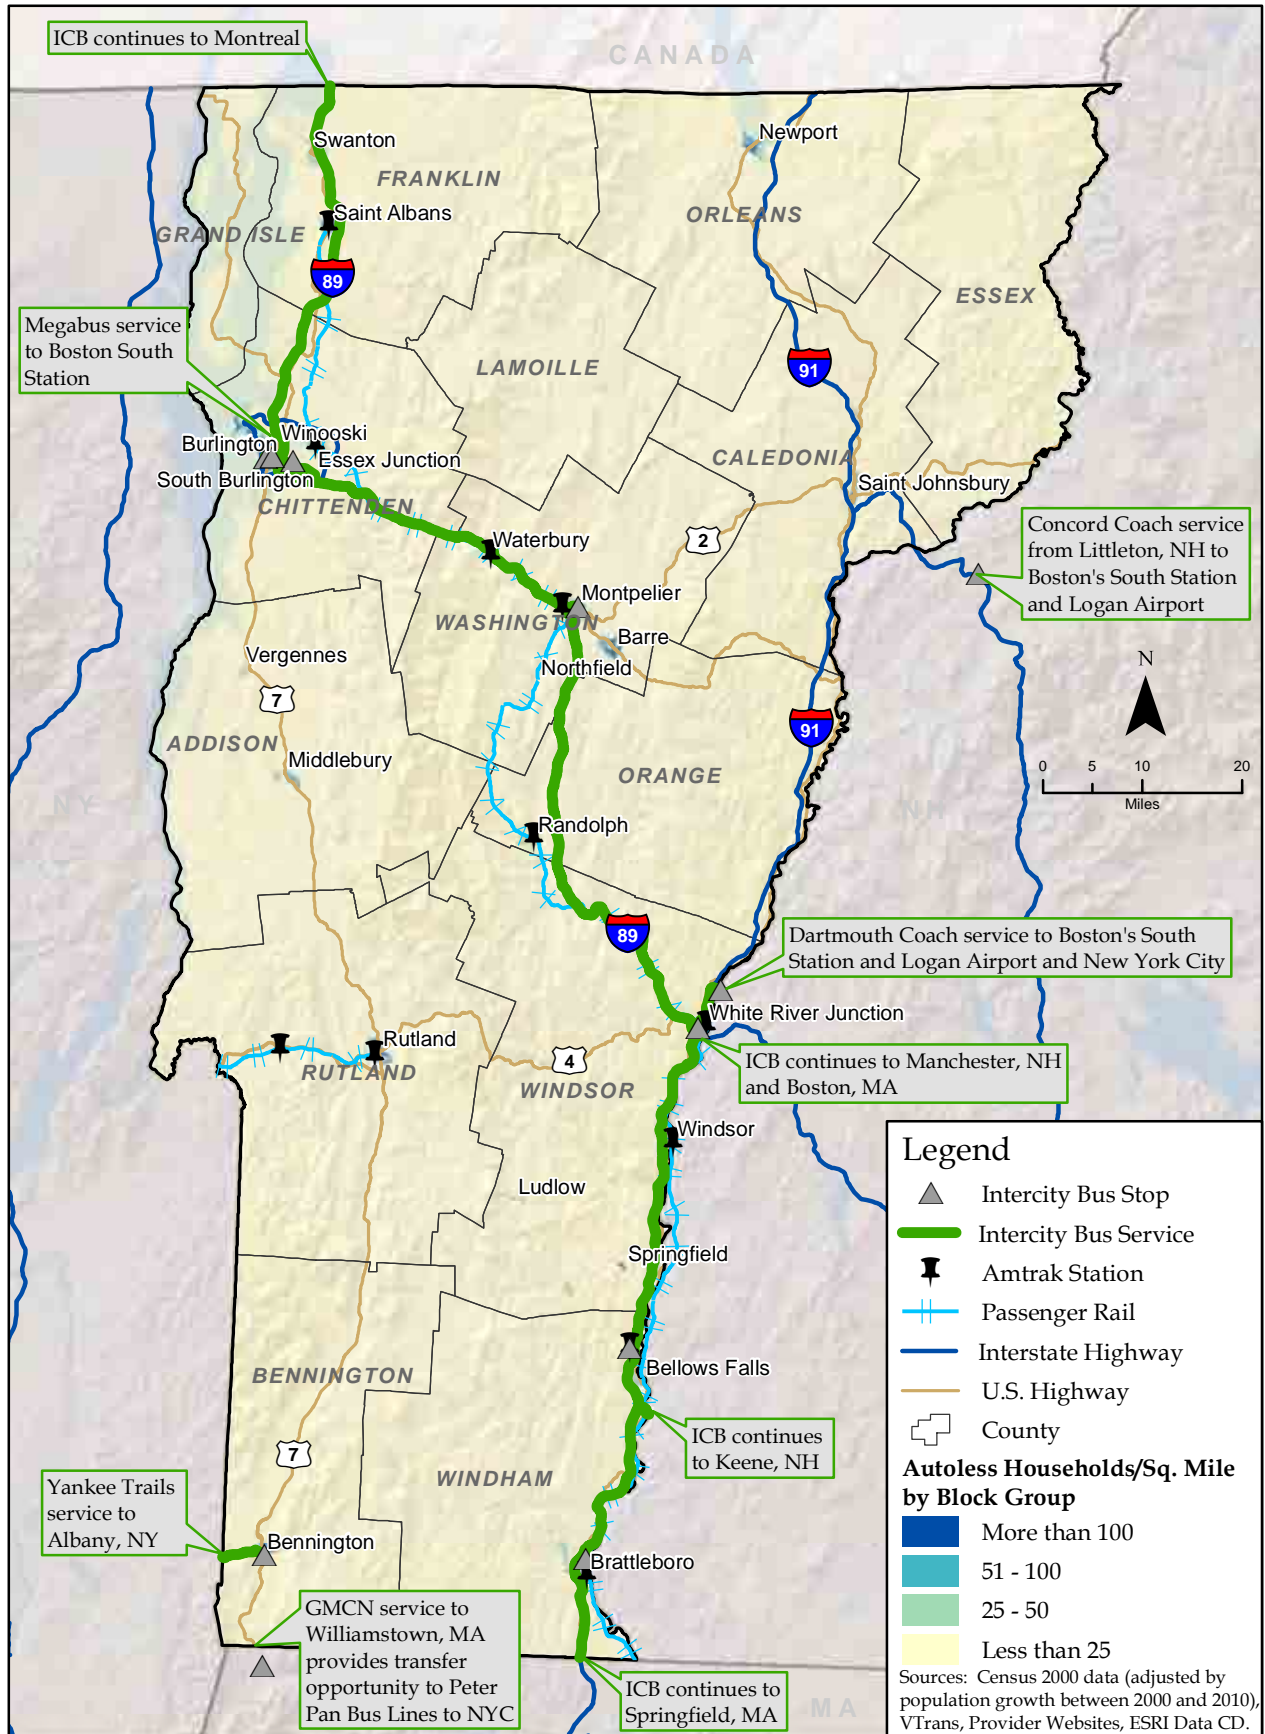 ICB continues to Montreal
CANADA
Swanton
Newport
FRANKLIN
Saint Albans
ORLEANS
GRAND ISLE
89
ESSEX
Megabus service
to Boston South
Station
LAMOILLE
91
Winooski
Burlington
Essex Junction
South Burlington
CALEDONIA
Saint Johnsbury
CHITTENDEN
Concord Coach service
from Littleton, NH to
Boston's South Station
and Logan Airport
2
Waterbury
Montpelier
WASHINGTON
Barre
Northfield
Vergennes
N
7
91
ADDISON
Middlebury
ORANGE
0 5 10 20
Miles
NY
NH
Randolph
89
Dartmouth Coach service to Boston's South
Station and Logan Airport and New York City
White River Junction
Rutland
RUTLAND
4
WINDSOR
ICB continues to Manchester, NH
and Boston, MA
Windsor
Ludlow
Springfield
Bellows Falls
BENNINGTON
ICB continues
to Keene, NH
7
WINDHAM
Yankee Trails
service to
Albany, NY
Bennington
Brattleboro
GMCN service to
Williamstown, MA
provides transfer
opportunity to Peter
Pan Bus Lines to NYC
ICB continues to
Springfield, MA
MA
Legend
Intercity Bus Stop
Intercity Bus Service
Amtrak Station
Passenger Rail
Interstate Highway
U.S. Highway
County
Autoless Households/Sq. Mile
by Block Group
More than 100
51 - 100
25 - 50
Less than 25
Sources: Census 2000 data (adjusted by
population growth between 2000 and 2010),
VTrans, Provider Websites, ESRI Data CD.